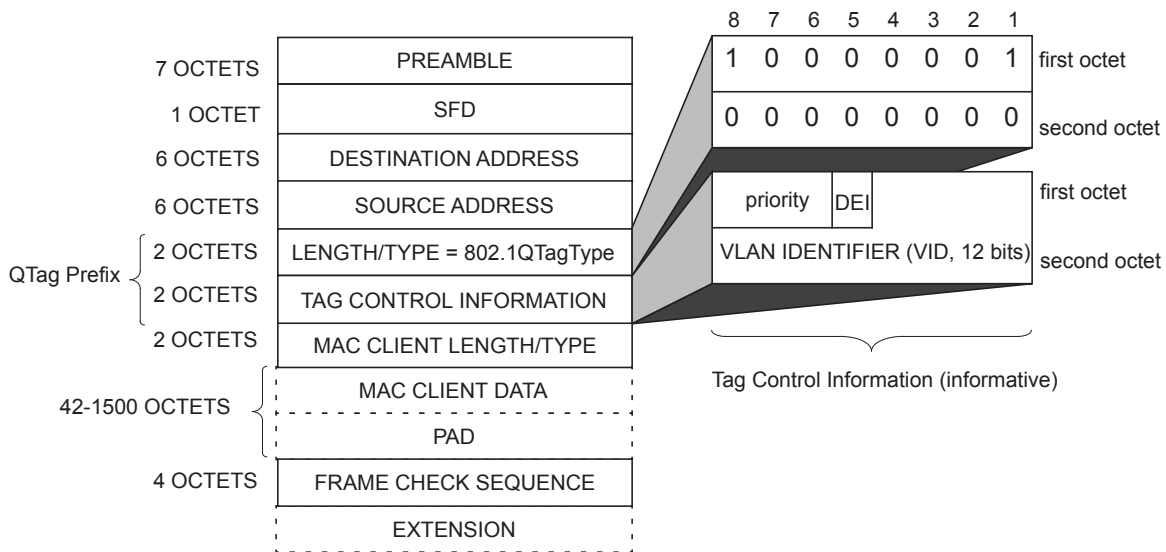 8 7 6 5 4 3 2 1
7 OCTETS PREAMBLE
1 0 0 0 0 0 0 1 first octet
1 OCTET SFD
0 0 0 0 0 0 0 0 second octet
6 OCTETS DESTINATION ADDRESS
6 OCTETS SOURCE ADDRESS
priority DEI first octet
QTag Prefix
2 OCTETS LENGTH/TYPE = 802.1QTagType
VLAN IDENTIFIER (VID, 12 bits) second octet
2 OCTETS TAG CONTROL INFORMATION
2 OCTETS MAC CLIENT LENGTH/TYPE
Tag Control Information (informative)
42-1500 OCTETS
MAC CLIENT DATA
PAD
4 OCTETS FRAME CHECK SEQUENCE
EXTENSION